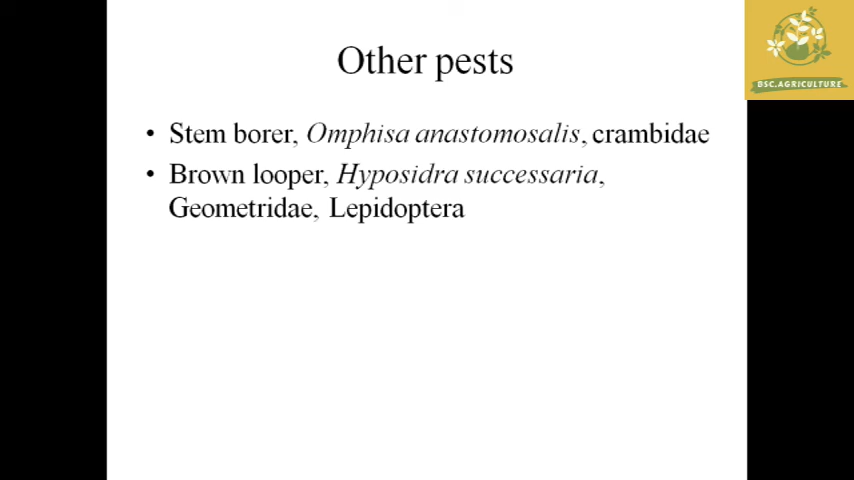 Other pests
BSC.AGRICULTURE
• Stem borer, Omphisa anastomosalis, crambidae
• Brown looper, Hyposidra successaria,
Geometridae, Lepidoptera